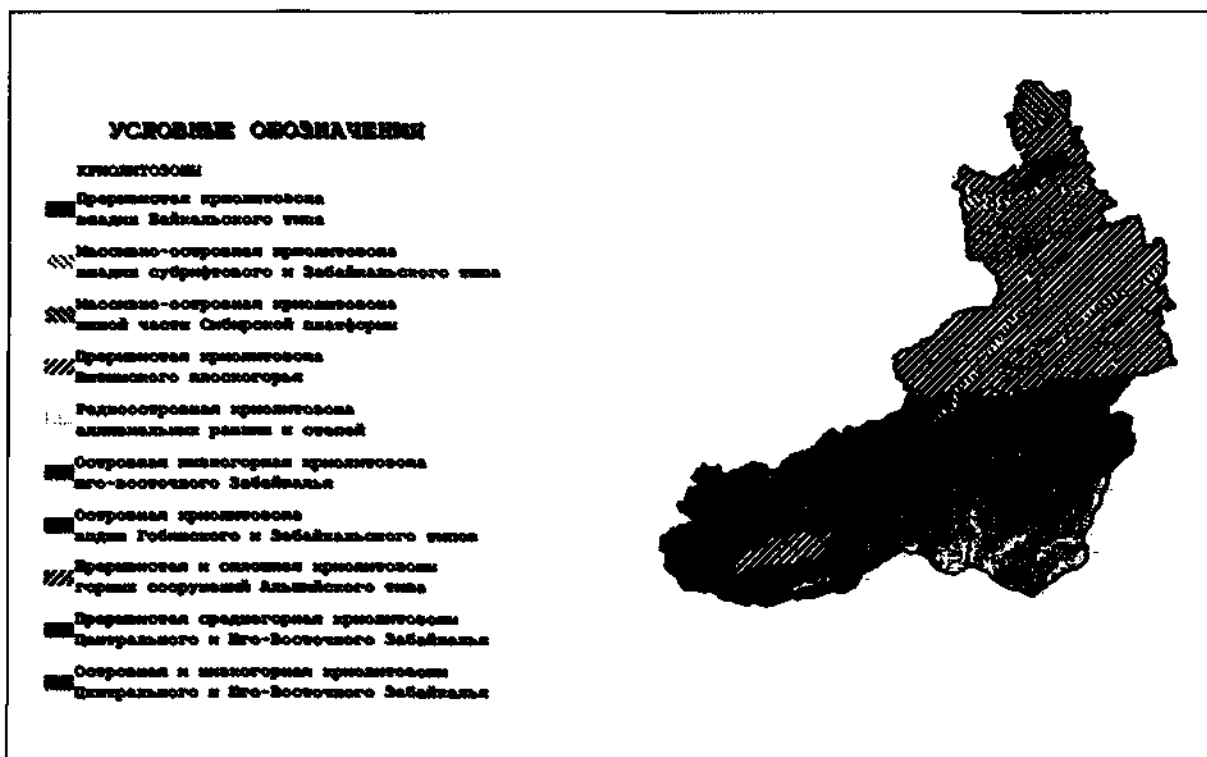 УСЛОВНЫЕ ОБОЗНАЧЕНИЯ
КРИОЛИТОЗОНЫ
Прерывистая криолитозона
впадин Байкальского типа
Массивно-островная криолитозона
впадин субрифтового и Забайкальского типа
Массивно-островная криолитозона
южной части Сибирской платформы
Прерывистая криолитозона
Витимского плоскогорья
Редкоостровная криолитозона
аллювиальных равнин и степей
Островная низкогорная криолитозона
юго-восточного Забайкалья
Островная криолитозона
впадин Гобийского и Забайкальского типов
Прерывистая и сплошная криолитозоны
горных сооружений Альпийского типа
Прерывистая среднегорная криолитозоны
Центрального и Юго-Восточного Забайкалья
Островная и низкогорная криолитозоны
Центрального и Юго-Восточного Забайкалья